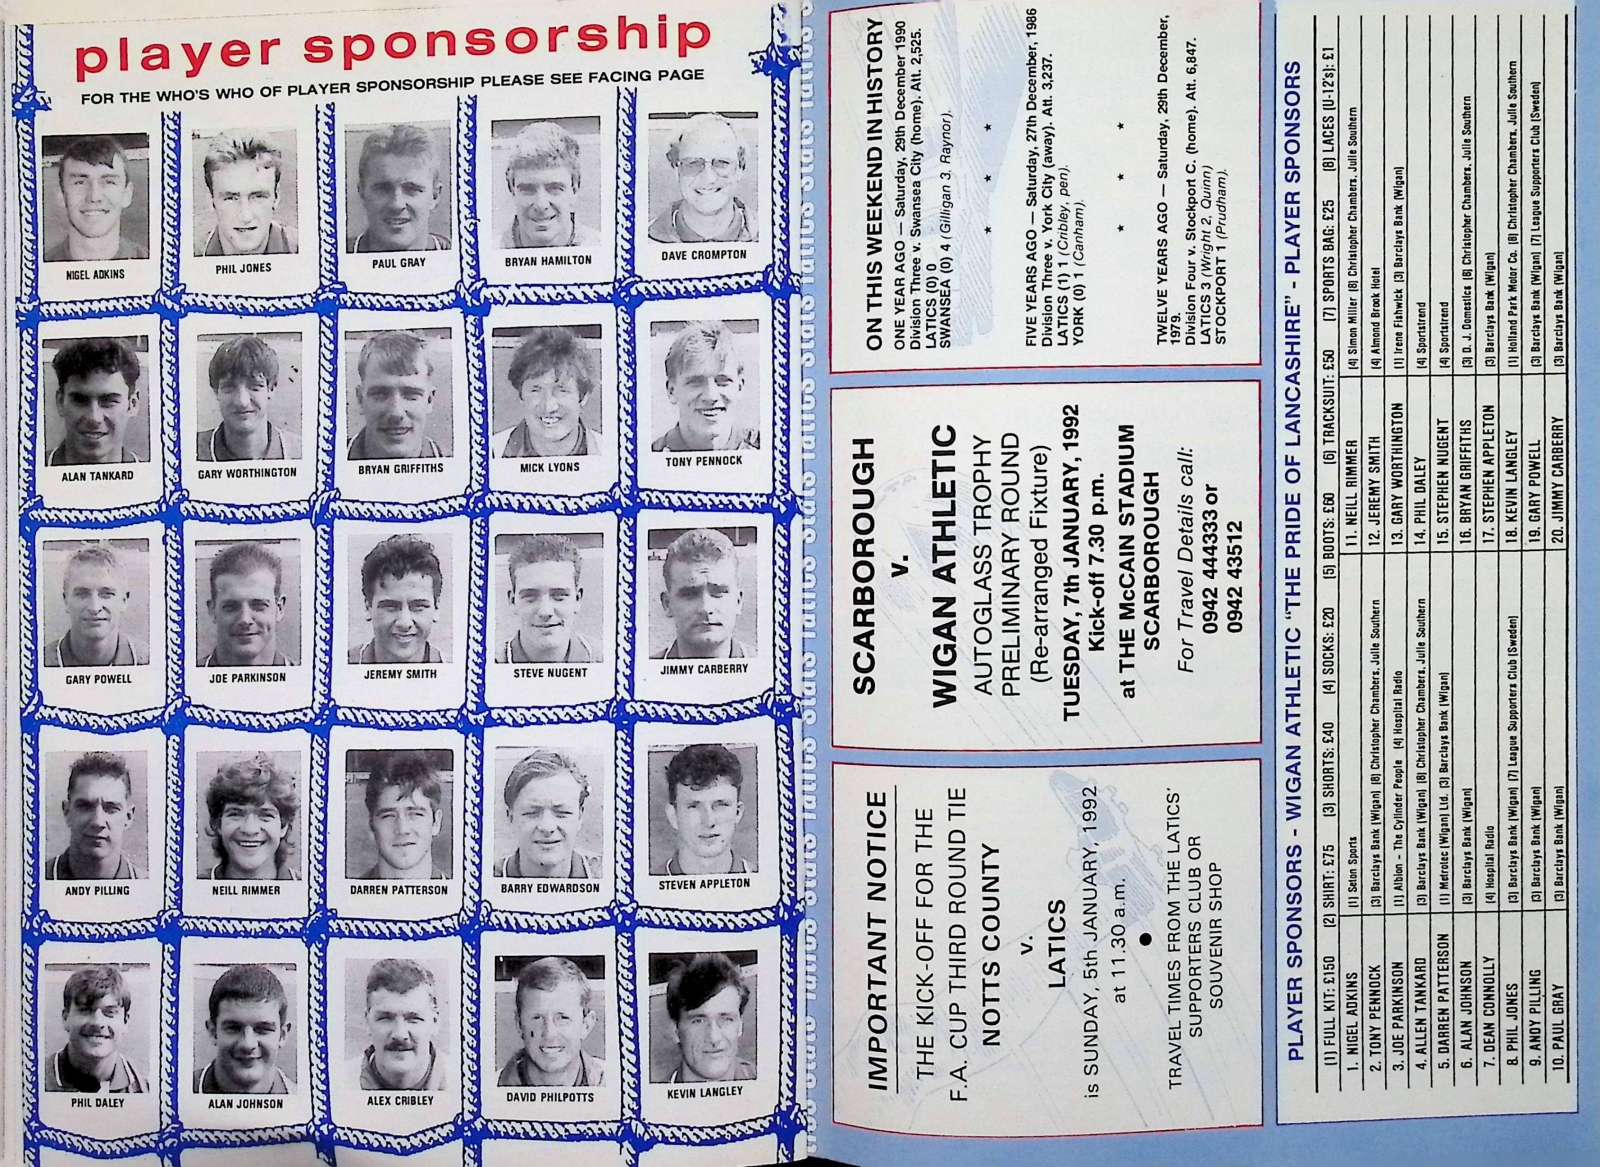 player sponsorship
FOR THE WHO'S WHO OF PLAYER SPONSORSHIP PLEASE SEE FACING PAGE
NIGEL ADKINS
PHIL JONES
PAUL GRAY
BRYAN HAMILTON
DAVE CROMPTON
ALAN TANKARD
GARY WORTHINGTON
BRYAN GRIFFITHS
MICK LYONS
TONY PENNOCK
GARY POWELL
JOE PARKINSON
JEREMY SMITH
STEVE NUGENT
JIMMY CARBERRY
ANDY PILLING
NEILL RIMMER
DARREN PATTERSON
BARRY EDWARDSON
STEVEN APPLETON
PHIL DALEY
ALAN JOHNSON
ALEX CRIBLEY
DAVID PHILPOTTS
KEVIN LANGLEY
IMPORTANT NOTICE
THE KICK-OFF FOR THE
F.A. CUP THIRD ROUND TIE
NOTTS COUNTY
v.
LATICS
is SUNDAY, 5th JANUARY, 1992
at 11.30 a.m.
●
TRAVEL TIMES FROM THE LATICS'
SUPPORTERS CLUB OR
SOUVENIR SHOP
SCARBOROUGH
v.
WIGAN ATHLETIC
AUTOGLASS TROPHY
PRELIMINARY ROUND
(Re-arranged Fixture)
TUESDAY, 7th JANUARY, 1992
Kick-off 7.30 p.m.
at THE McCAIN STADIUM
SCARBOROUGH
For Travel Details call:
0942 444333 or
0942 43512
ON THIS WEEKEND IN HISTORY
ONE YEAR AGO — Saturday, 29th December 1990
Division Three v. Swansea City (home). Att. 2,525.
LATICS (0) 0
SWANSEA (0) 4 (Gilligan 3, Raynor).
* * *
FIVE YEARS AGO — Saturday, 27th December, 1986
Division Three v. York City (away). Att. 3,237.
LATICS (1) 1 (Cribley, pen).
YORK (0) 1 (Canham).
* * *
TWELVE YEARS AGO — Saturday, 29th December,
1979.
Division Four v. Stockport C. (home). Att. 6,847.
LATICS 3 (Wright 2, Quinn)
STOCKPORT 1 (Prudham).
PLAYER SPONSORS - WIGAN ATHLETIC "THE PRIDE OF LANCASHIRE" - PLAYER SPONSORS
(1) FULL KIT: £150 (2) SHIRT: £75 (3) SHORTS: £40 (4) SOCKS: £20 (5) BOOTS: £60 (6) TRACKSUIT: £50 (7) SPORTS BAG: £25 (8) LACES (U-12's): £1
1. NIGEL ADKINS (1) Seton Sports
2. TONY PENNOCK (3) Barclays Bank (Wigan) (8) Christopher Chambers, Julie Southern
3. JOE PARKINSON (1) Albion - The Cylinder People (4) Hospital Radio
4. ALLEN TANKARD (3) Barclays Bank (Wigan) (8) Christopher Chambers, Julie Southern
5. DARREN PATTERSON (1) Metrolec (Wigan) Ltd. (3) Barclays Bank (Wigan)
6. ALAN JOHNSON (3) Barclays Bank (Wigan)
7. DEAN CONNOLLY (4) Hospital Radio
8. PHIL JONES (3) Barclays Bank (Wigan) (7) League Supporters Club (Sweden)
9. ANDY PILLING (3) Barclays Bank (Wigan)
10. PAUL GRAY (3) Barclays Bank (Wigan)
11. NEILL RIMMER (4) Simon Miller (8) Christopher Chambers, Julie Southern
12. JEREMY SMITH (4) Almond Brook Hotel
13. GARY WORTHINGTON (1) Irene Fishwick (3) Barclays Bank (Wigan)
14. PHIL DALEY (4) Sportstrend
15. STEPHEN NUGENT (4) Sportstrend
16. BRYAN GRIFFITHS (3) D. J. Domestics (8) Christopher Chambers, Julie Southern
17. STEPHEN APPLETON (3) Barclays Bank (Wigan)
18. KEVIN LANGLEY (1) Holland Park Motor Co. (8) Christopher Chambers, Julie Southern
19. GARY POWELL (3) Barclays Bank (Wigan) (7) League Supporters Club (Sweden)
20. JIMMY CARBERRY (3) Barclays Bank (Wigan)